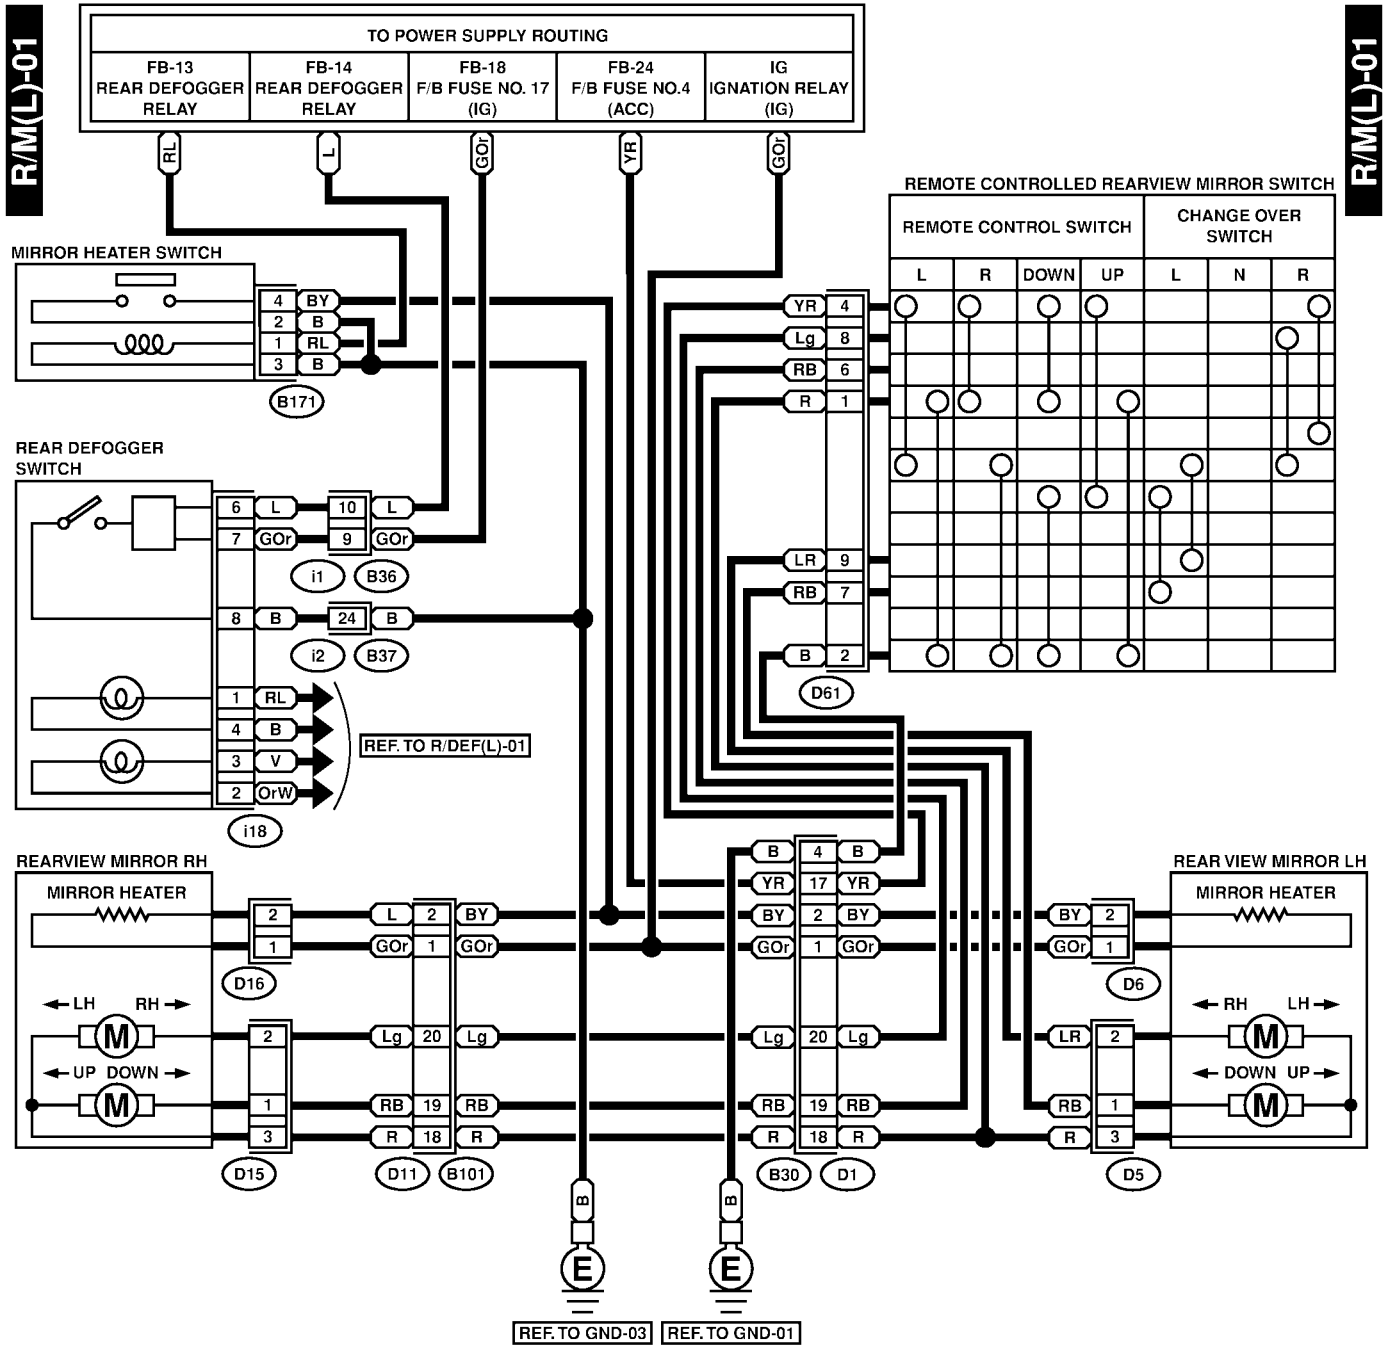 R/M(L)-01
R/M(L)-01
TO POWER SUPPLY ROUTING
FB-13
REAR DEFOGGER
RELAY
FB-14
REAR DEFOGGER
RELAY
FB-18
F/B FUSE NO. 17
(IG)
FB-24
F/B FUSE NO.4
(ACC)
IG
IGNATION RELAY
(IG)
RL
L
GOr
YR
GOr
REMOTE CONTROLLED REARVIEW MIRROR SWITCH
REMOTE CONTROL SWITCH
CHANGE OVER
SWITCH
L R DOWN UP L N R
YR 4
Lg 8
RB 6
R 1
LR 9
RB 7
B 2
D61
MIRROR HEATER SWITCH
4 BY
2 B
1 RL
3 B
B171
REAR DEFOGGER
SWITCH
6 L 10 L
7 GOr 9 GOr
i1 B36
8 B 24 B
i2 B37
1 RL
4 B
3 V
2 OrW
REF. TO R/DEF(L)-01
i18
REARVIEW MIRROR RH
MIRROR HEATER
2 L 2 BY
1 GOr 1 GOr
D16
LH RH
M
UP DOWN
M
2 Lg 20 Lg
1 RB 19 RB
3 R 18 R
D15 D11 B101
B 4 B
YR 17 YR
BY 2 BY
GOr 1 GOr
Lg 20 Lg
RB 19 RB
R 18 R
B30 D1
REAR VIEW MIRROR LH
MIRROR HEATER
BY 2
GOr 1
D6
RH LH
M
DOWN UP
M
LR 2
RB 1
R 3
D5
B
B
E
E
REF. TO GND-03
REF. TO GND-01